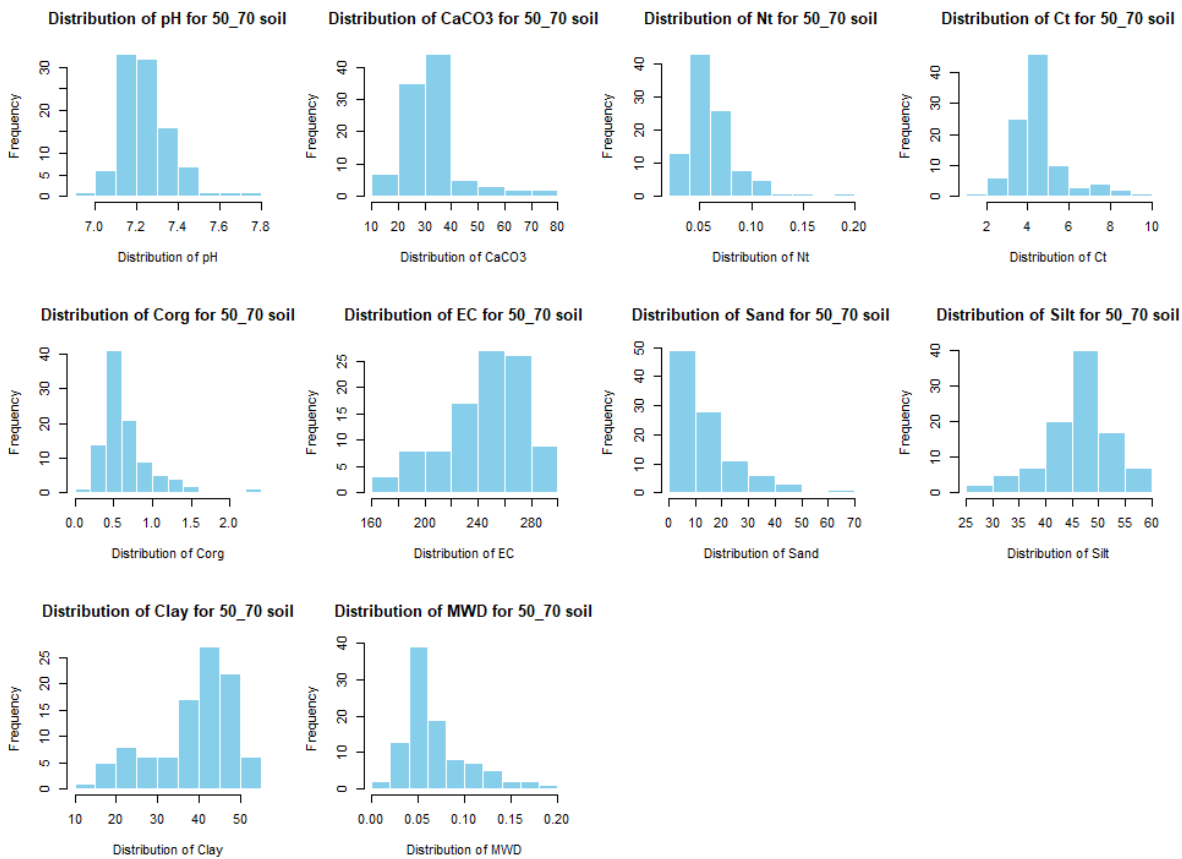 Distribution of pH for 50_70 soil
Frequency
0 5 10 20 30
7.0 7.2 7.4 7.6 7.8
Distribution of pH
Distribution of CaCO3 for 50_70 soil
Frequency
0 10 20 30 40
10 20 30 40 50 60 70 80
Distribution of CaCO3
Distribution of Nt for 50_70 soil
Frequency
0 10 20 30 40
0.05 0.10 0.15 0.20
Distribution of Nt
Distribution of Ct for 50_70 soil
Frequency
0 10 20 30 40
2 4 6 8 10
Distribution of Ct
Distribution of Corg for 50_70 soil
Frequency
0 10 20 30 40
0.0 0.5 1.0 1.5 2.0
Distribution of Corg
Distribution of EC for 50_70 soil
Frequency
0 5 10 15 20 25
160 200 240 280
Distribution of EC
Distribution of Sand for 50_70 soil
Frequency
0 10 20 30 40 50
0 10 20 30 40 50 60 70
Distribution of Sand
Distribution of Silt for 50_70 soil
Frequency
0 10 20 30 40
25 30 35 40 45 50 55 60
Distribution of Silt
Distribution of Clay for 50_70 soil
Frequency
0 5 10 15 20 25
10 20 30 40 50
Distribution of Clay
Distribution of MWD for 50_70 soil
Frequency
0 10 20 30 40
0.00 0.05 0.10 0.15 0.20
Distribution of MWD